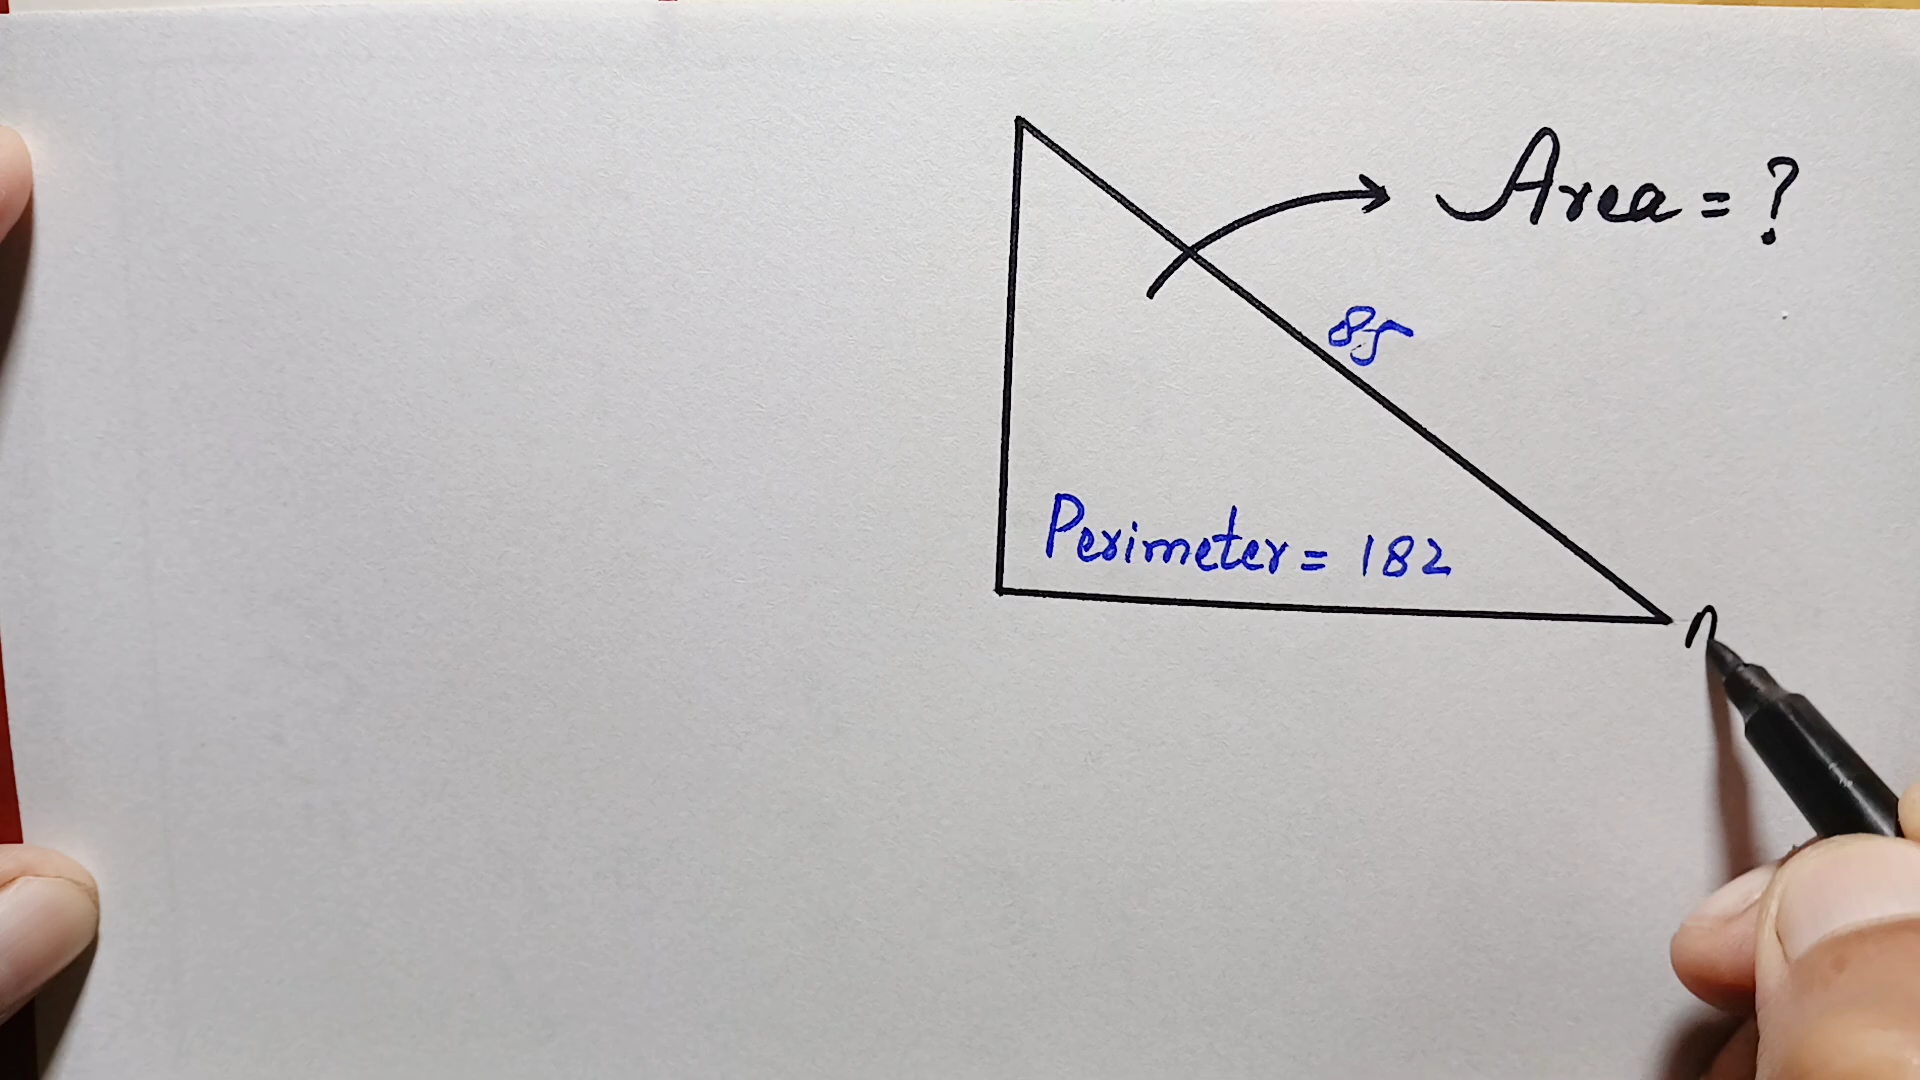 Area = ?
85
Perimeter = 182